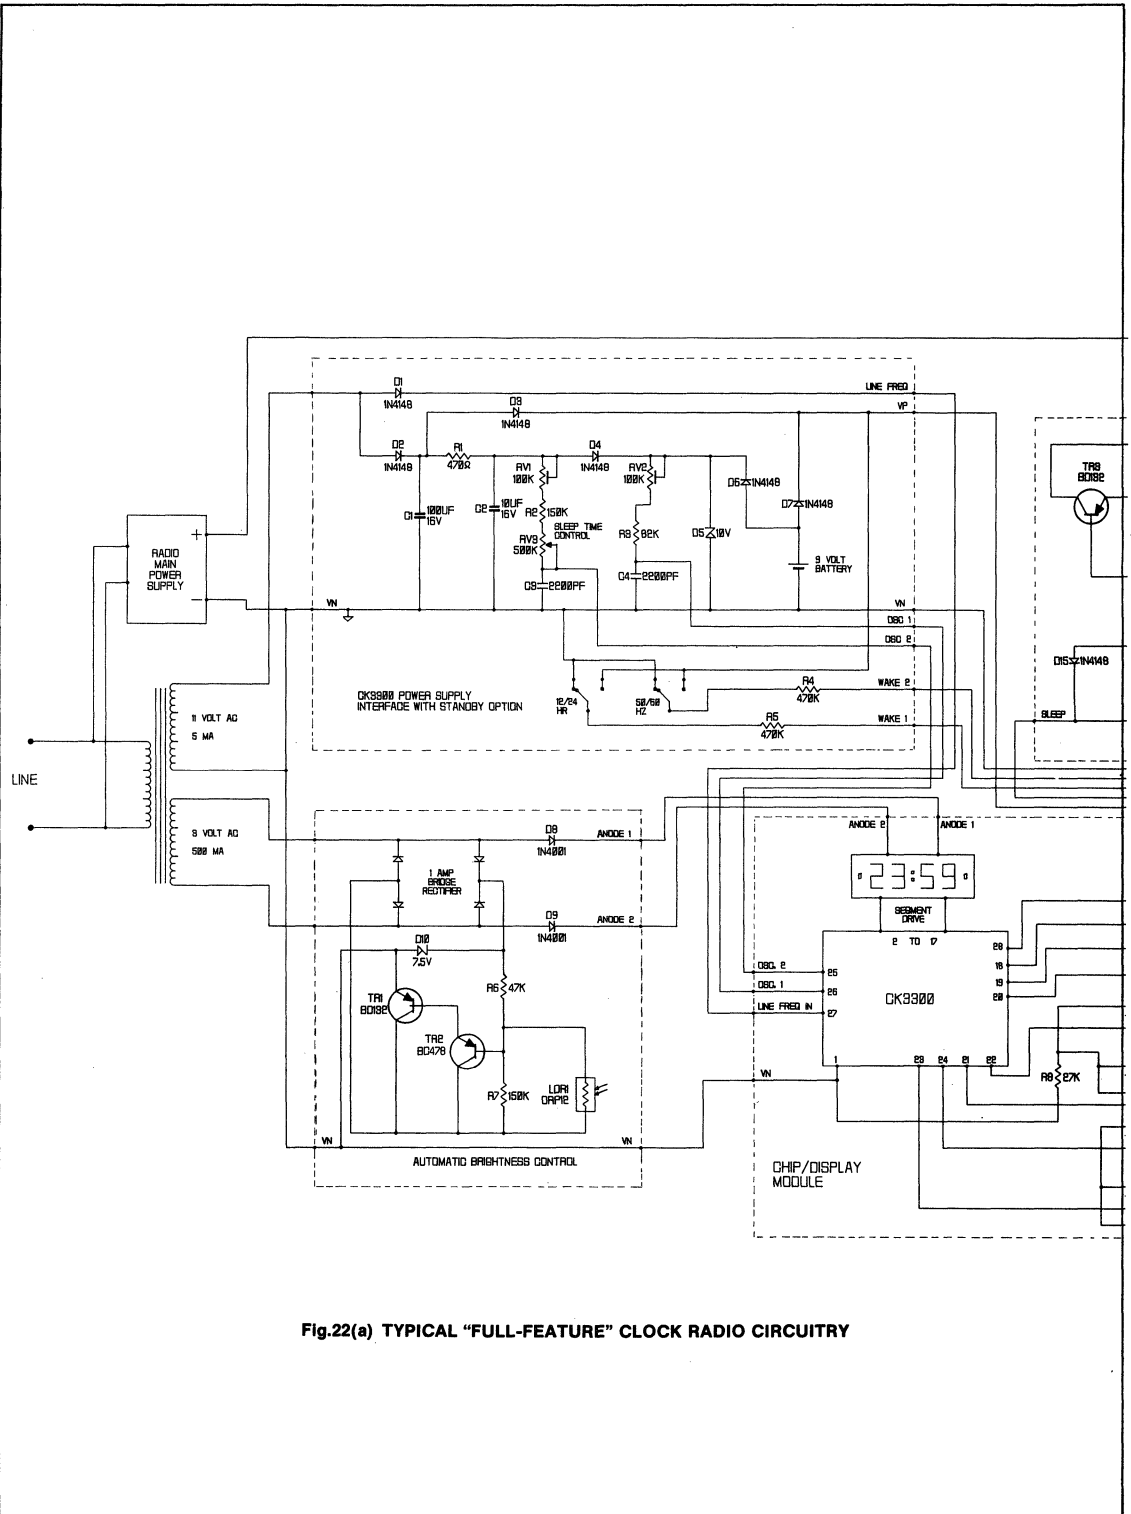 D1
1N4148
LINE FREQ
D3
1N4148
VP
D2
1N4148
R1
470Ω
D4
1N4148
RV1
100K
RV2
100K
TR3
BD132
D6 1N4148
C1 100UF
16V
C2 10UF
16V
R2 150K
D7 1N4148
SLEEP TIME
CONTROL
RV3
500K
R3 82K
D5 10V
+
RADIO
MAIN
POWER
SUPPLY
−
9 VOLT
BATTERY
C3 2200PF
C4 2200PF
VN
VN
OSC 1
OSC 2
D15 1N4148
CK3300 POWER SUPPLY
INTERFACE WITH STANDBY OPTION
12/24
HR
50/60
HZ
R4
470K
WAKE 2
R5
470K
WAKE 1
SLEEP
11 VOLT AC
5 MA
LINE
9 VOLT AC
500 MA
D8
1N4001
ANODE 1
ANODE 2
ANODE 1
1 AMP
BRIDGE
RECTIFIER
23:59
D9
1N4001
ANODE 2
SEGMENT
DRIVE
2 TO 17
D10
7.5V
28
18
19
20
OSC. 2
25
OSC. 1
26
LINE FREQ IN
27
CK3300
R6 47K
TR1
BD132
TR2
BC478
1
23
24
21
22
R8 27K
VN
R7 150K
LDR1
ORP12
VN
VN
AUTOMATIC BRIGHTNESS CONTROL
CHIP/DISPLAY
MODULE
Fig.22(a) TYPICAL “FULL-FEATURE” CLOCK RADIO CIRCUITRY